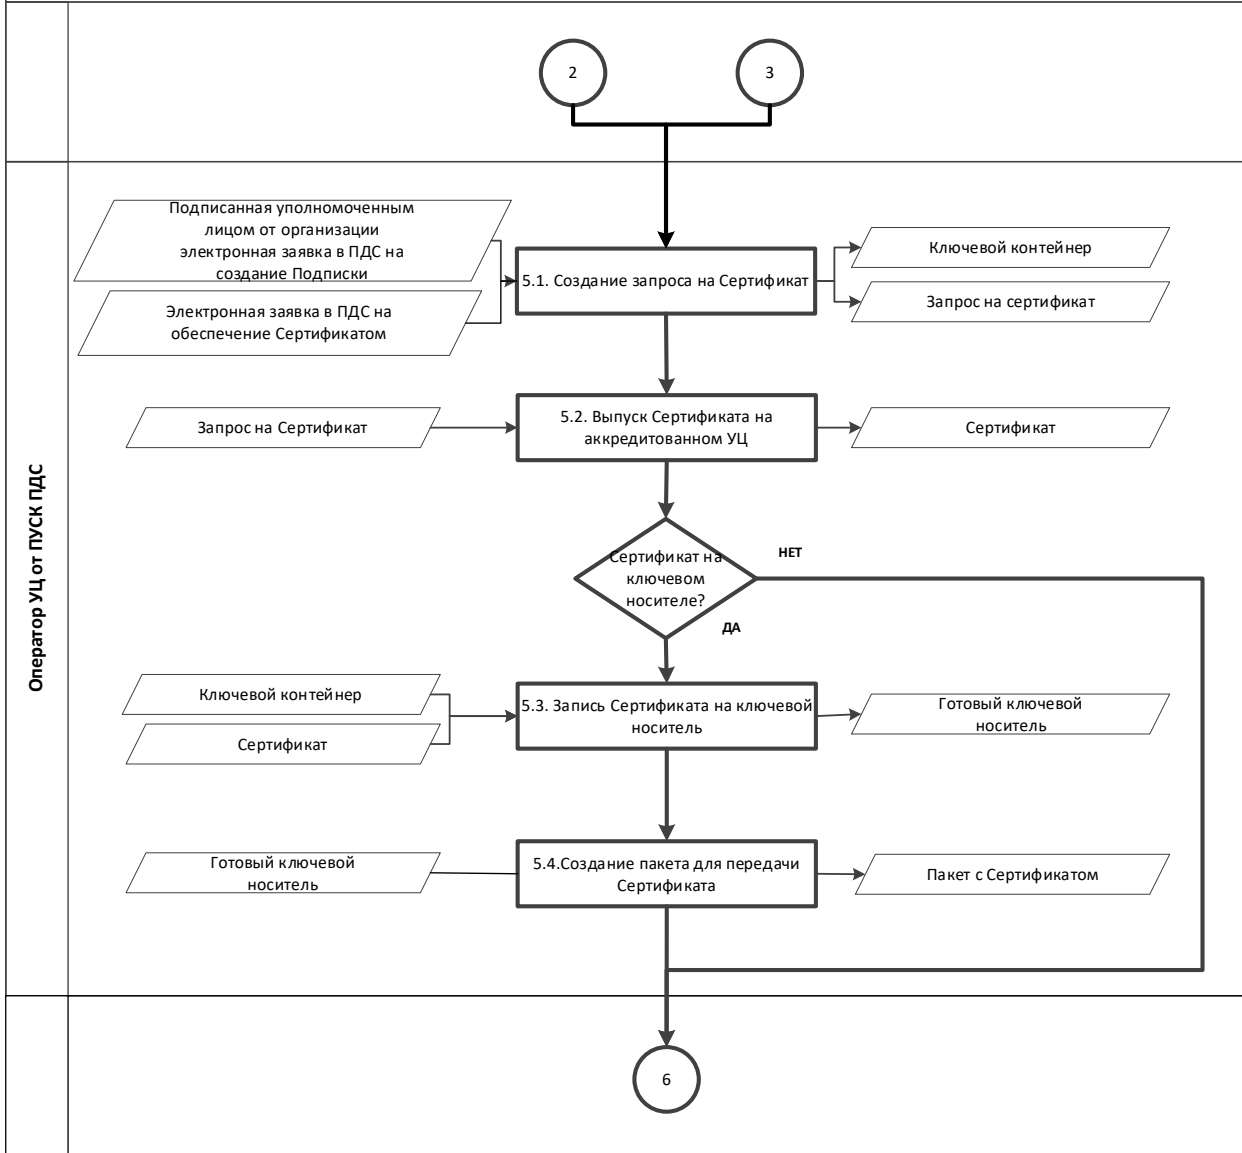 2
3
Оператор УЦ от ПУСК ПДС
Подписанная уполномоченным
лицом от организации
электронная заявка в ПДС на
создание Подписки
Электронная заявка в ПДС на
обеспечение Сертификатом
5.1. Создание запроса на Сертификат
Ключевой контейнер
Запрос на сертификат
Запрос на Сертификат
5.2. Выпуск Сертификата на
аккредитованном УЦ
Сертификат
Сертификат на
ключевом
носителе?
НЕТ
ДА
Ключевой контейнер
Сертификат
5.3. Запись Сертификата на ключевой
носитель
Готовый ключевой
носитель
Готовый ключевой
носитель
5.4.Создание пакета для передачи
Сертификата
Пакет с Сертификатом
6